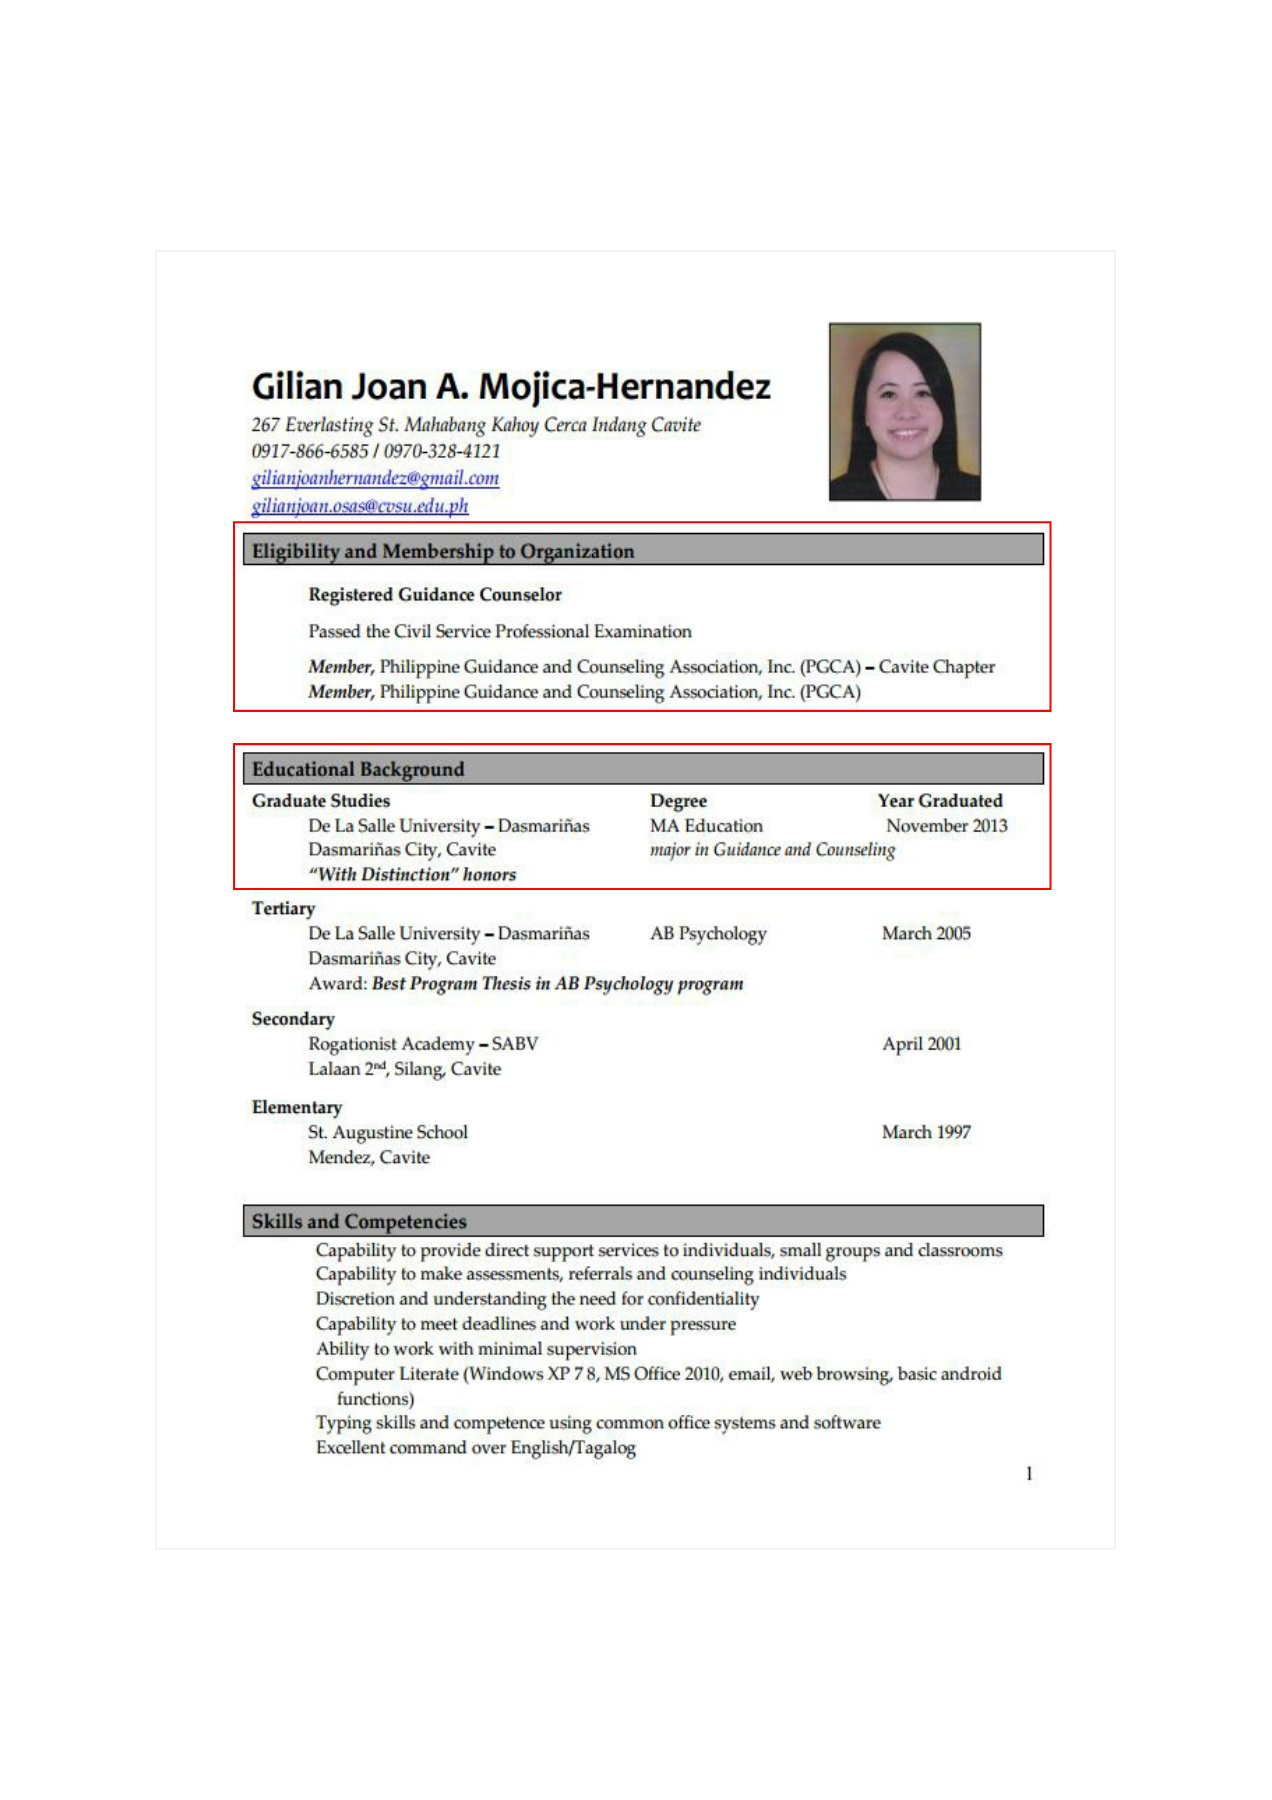 Gilian Joan A. Mojica-Hernandez
267 Everlasting St. Mahabang Kahoy Cerca Indang Cavite
0917-866-6585 / 0970-328-4121
gilianjoanhernandez@gmail.com
gilianjoan.osas@cvsu.edu.ph
Eligibility and Membership to Organization
Registered Guidance Counselor
Passed the Civil Service Professional Examination
Member, Philippine Guidance and Counseling Association, Inc. (PGCA) – Cavite Chapter
Member, Philippine Guidance and Counseling Association, Inc. (PGCA)
Educational Background
Graduate Studies Degree Year Graduated
De La Salle University – Dasmariñas MA Education November 2013
Dasmariñas City, Cavite major in Guidance and Counseling
“With Distinction” honors
Tertiary
De La Salle University – Dasmariñas AB Psychology March 2005
Dasmariñas City, Cavite
Award: Best Program Thesis in AB Psychology program
Secondary
Rogationist Academy – SABV April 2001
Lalaan 2nd, Silang, Cavite
Elementary
St. Augustine School March 1997
Mendez, Cavite
Skills and Competencies
Capability to provide direct support services to individuals, small groups and classrooms
Capability to make assessments, referrals and counseling individuals
Discretion and understanding the need for confidentiality
Capability to meet deadlines and work under pressure
Ability to work with minimal supervision
Computer Literate (Windows XP 7 8, MS Office 2010, email, web browsing, basic android
functions)
Typing skills and competence using common office systems and software
Excellent command over English/Tagalog
1